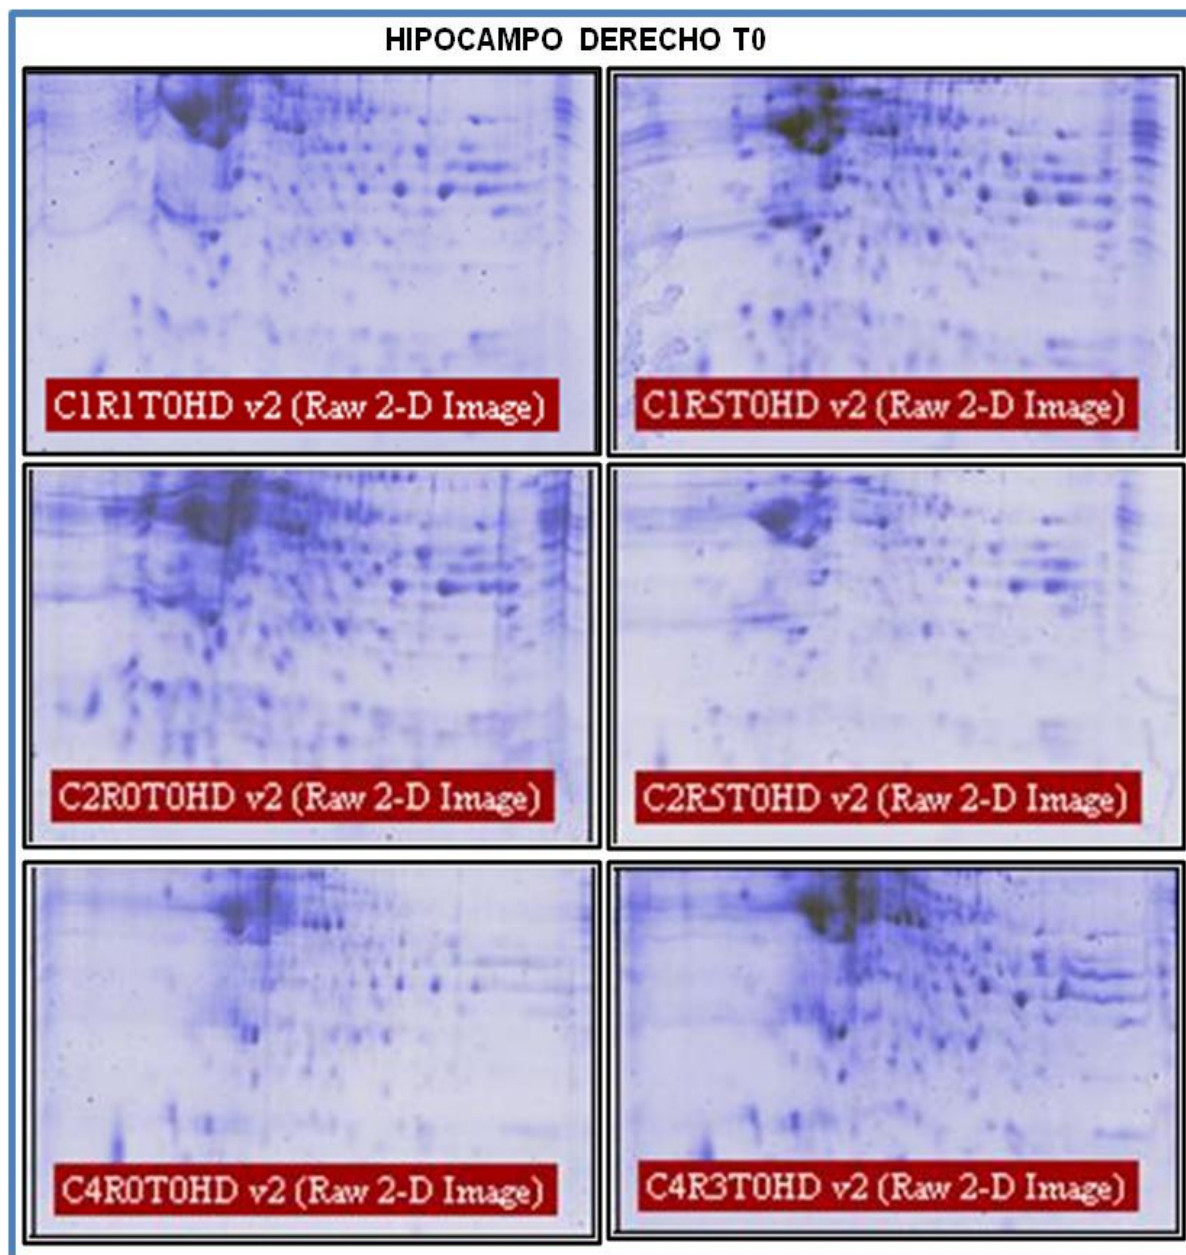 HIPOCAMPO DERECHO T0
C1R1T0HD v2 (Raw 2-D Image)
C1R5T0HD v2 (Raw 2-D Image)
C2R0T0HD v2 (Raw 2-D Image)
C2R5T0HD v2 (Raw 2-D Image)
C4R0T0HD v2 (Raw 2-D Image)
C4R3T0HD v2 (Raw 2-D Image)